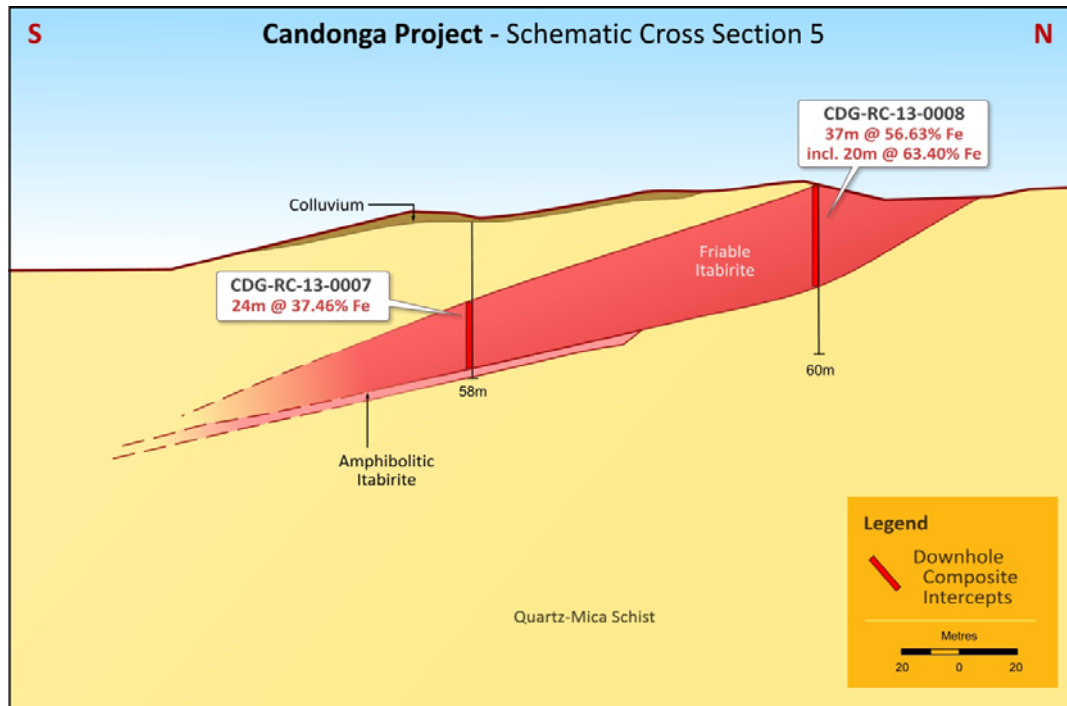 S
Candonga Project - Schematic Cross Section 5
N
CDG-RC-13-0008
37m @ 56.63% Fe
incl. 20m @ 63.40% Fe
Colluvium
Friable
Itabirite
CDG-RC-13-0007
24m @ 37.46% Fe
58m
60m
Amphibolitic
Itabirite
Quartz-Mica Schist
Legend
Downhole
Composite
Intercepts
Metres
20
0
20